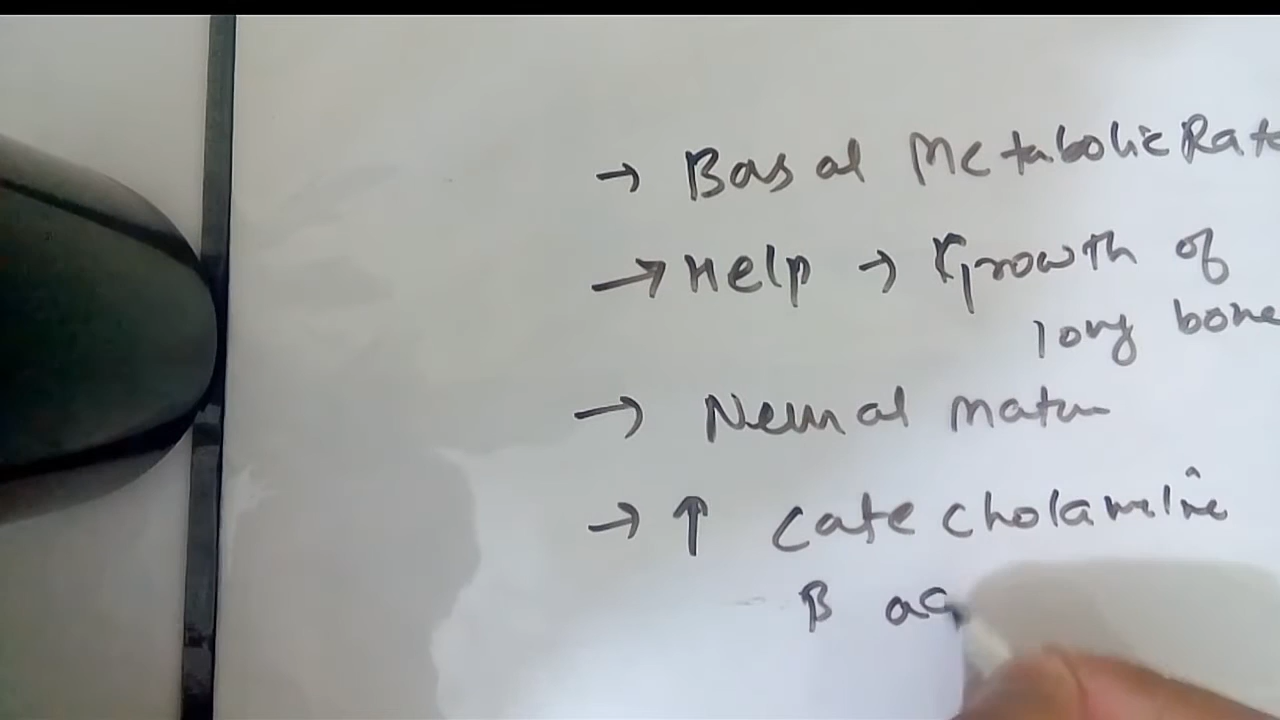 → Basal Metabolic Rate
→ Help → Growth of
long bone
→ Neural matu
→ ↑ Catecholamine
β ac